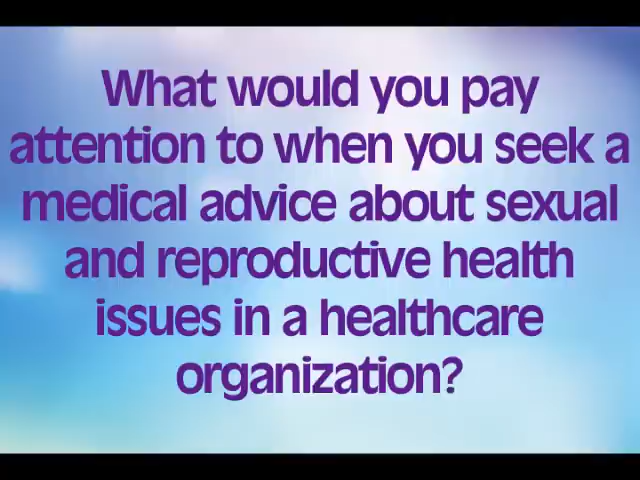 What would you pay
attention to when you seek a
medical advice about sexual
and reproductive health
issues in a healthcare
organization?